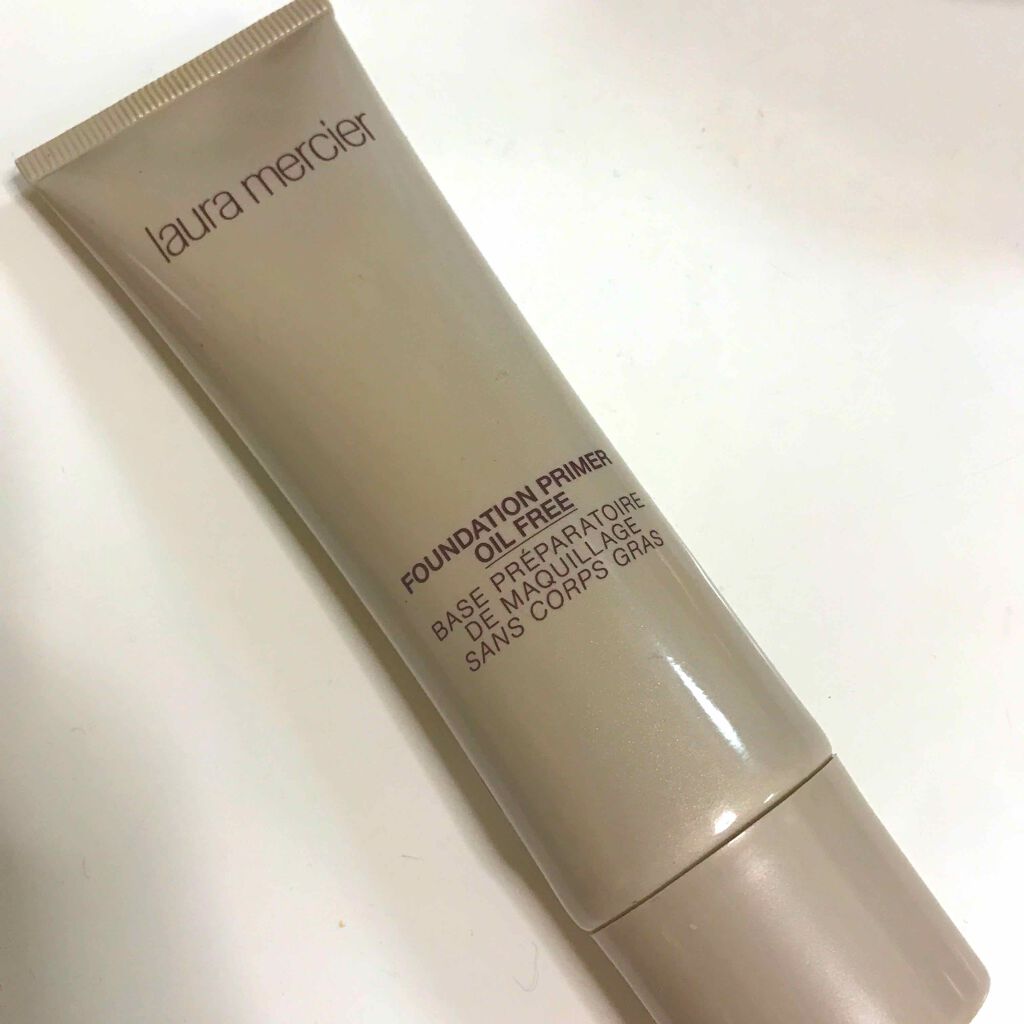 laura mercier
FOUNDATION PRIMER
OIL FREE
BASE PRÉPARATOIRE
DE MAQUILLAGE
SANS CORPS GRAS